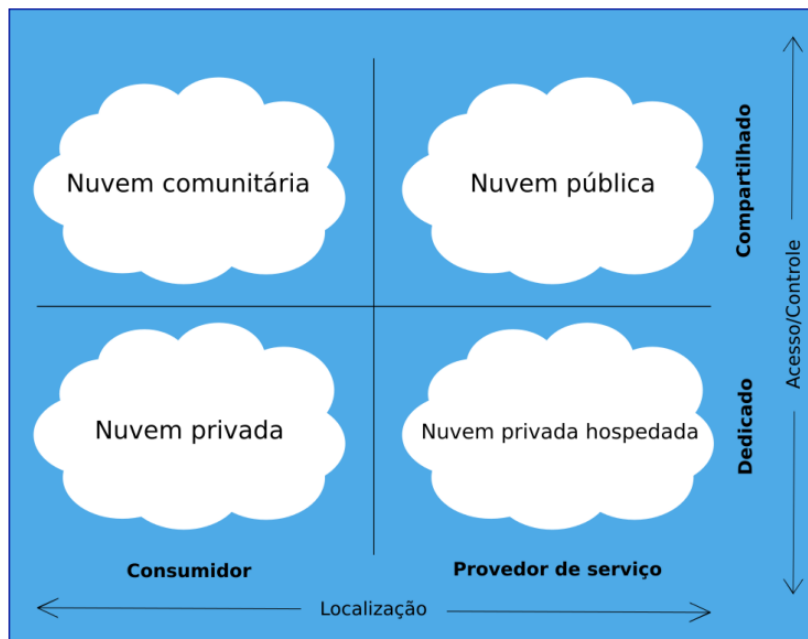 Nuvem comunitária
Nuvem pública
Compartilhado
Nuvem privada
Nuvem privada hospedada
Dedicado
Acesso/Controle
Consumidor
Provedor de serviço
Localização